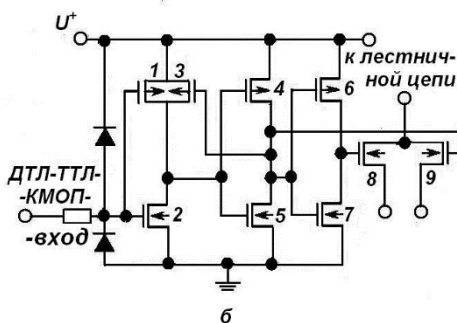 U⁺
к лестнич-
ной цепи
1
3
4
6
ДТЛ-ТТЛ-
-КМОП-
-вход
2
5
7
8
9
б